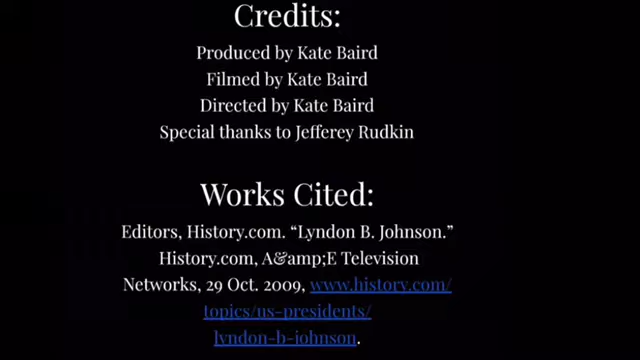 Credits:
Produced by Kate Baird
Filmed by Kate Baird
Directed by Kate Baird
Special thanks to Jefferey Rudkin
Works Cited:
Editors, History.com. “Lyndon B. Johnson.”
History.com, A&amp;E Television
Networks, 29 Oct. 2009, www.history.com/
topics/us-presidents/
lyndon-b-johnson.